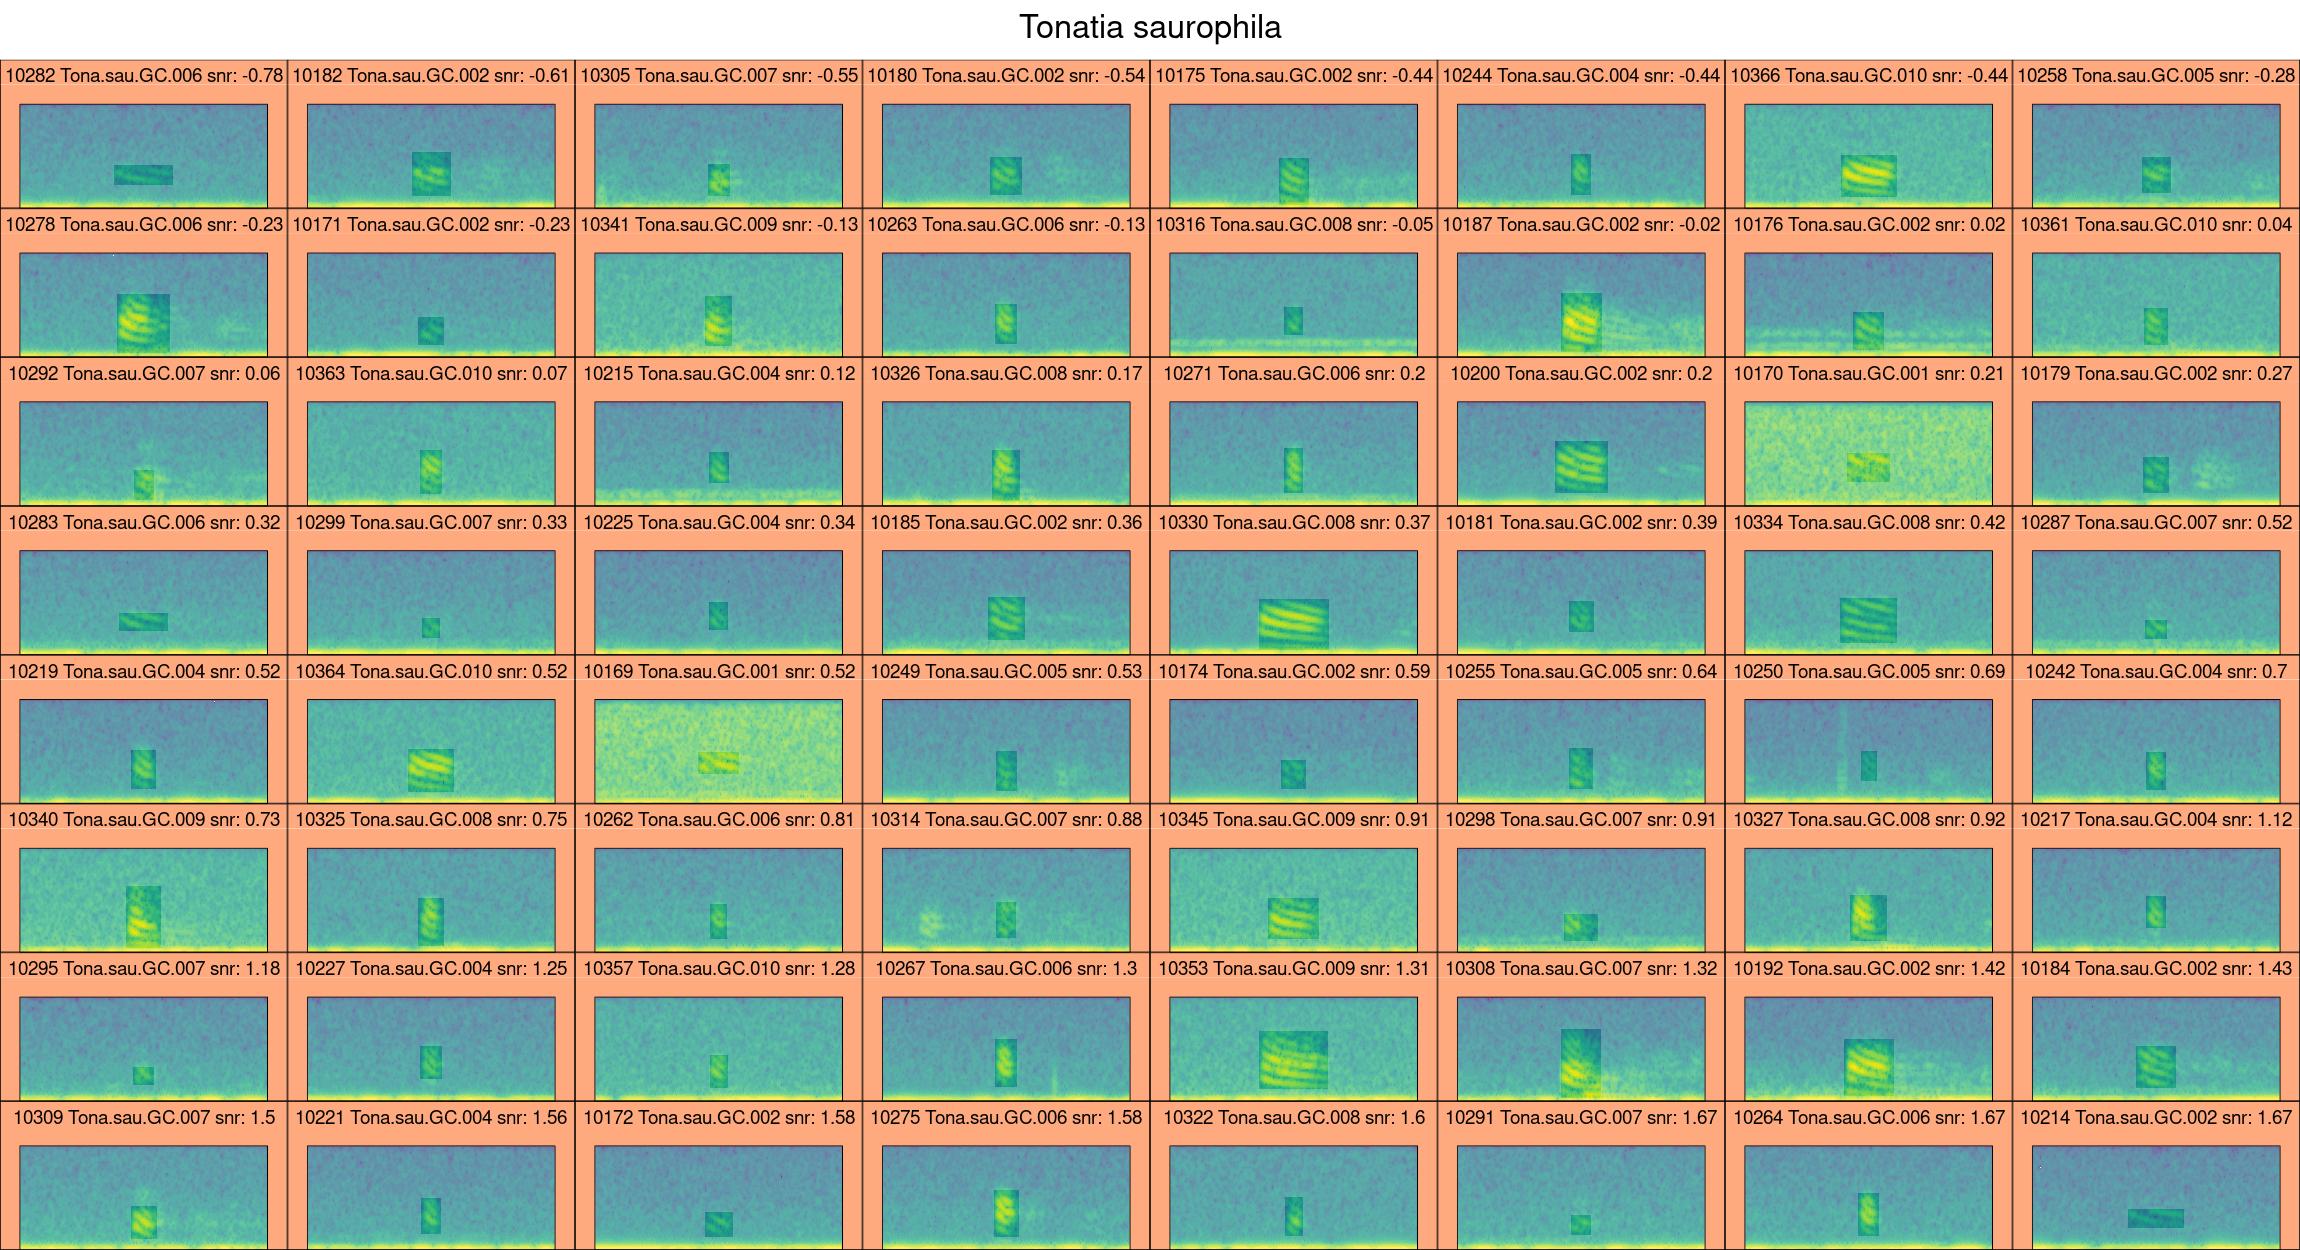 Tonatia saurophila
10282 Tona.sau.GC.006 snr: -0.78 10182 Tona.sau.GC.002 snr: -0.61 10305 Tona.sau.GC.007 snr: -0.55 10180 Tona.sau.GC.002 snr: -0.54 10175 Tona.sau.GC.002 snr: -0.44 10244 Tona.sau.GC.004 snr: -0.44 10366 Tona.sau.GC.010 snr: -0.44 10258 Tona.sau.GC.005 snr: -0.28
10278 Tona.sau.GC.006 snr: -0.23 10171 Tona.sau.GC.002 snr: -0.23 10341 Tona.sau.GC.009 snr: -0.13 10263 Tona.sau.GC.006 snr: -0.13 10316 Tona.sau.GC.008 snr: -0.05 10187 Tona.sau.GC.002 snr: -0.02 10176 Tona.sau.GC.002 snr: 0.02 10361 Tona.sau.GC.010 snr: 0.04
10292 Tona.sau.GC.007 snr: 0.06 10363 Tona.sau.GC.010 snr: 0.07 10215 Tona.sau.GC.004 snr: 0.12 10326 Tona.sau.GC.008 snr: 0.17 10271 Tona.sau.GC.006 snr: 0.2 10200 Tona.sau.GC.002 snr: 0.2 10170 Tona.sau.GC.001 snr: 0.21 10179 Tona.sau.GC.002 snr: 0.27
10283 Tona.sau.GC.006 snr: 0.32 10299 Tona.sau.GC.007 snr: 0.33 10225 Tona.sau.GC.004 snr: 0.34 10185 Tona.sau.GC.002 snr: 0.36 10330 Tona.sau.GC.008 snr: 0.37 10181 Tona.sau.GC.002 snr: 0.39 10334 Tona.sau.GC.008 snr: 0.42 10287 Tona.sau.GC.007 snr: 0.52
10219 Tona.sau.GC.004 snr: 0.52 10364 Tona.sau.GC.010 snr: 0.52 10169 Tona.sau.GC.001 snr: 0.52 10249 Tona.sau.GC.005 snr: 0.53 10174 Tona.sau.GC.002 snr: 0.59 10255 Tona.sau.GC.005 snr: 0.64 10250 Tona.sau.GC.005 snr: 0.69 10242 Tona.sau.GC.004 snr: 0.7
10340 Tona.sau.GC.009 snr: 0.73 10325 Tona.sau.GC.008 snr: 0.75 10262 Tona.sau.GC.006 snr: 0.81 10314 Tona.sau.GC.007 snr: 0.88 10345 Tona.sau.GC.009 snr: 0.91 10298 Tona.sau.GC.007 snr: 0.91 10327 Tona.sau.GC.008 snr: 0.92 10217 Tona.sau.GC.004 snr: 1.12
10295 Tona.sau.GC.007 snr: 1.18 10227 Tona.sau.GC.004 snr: 1.25 10357 Tona.sau.GC.010 snr: 1.28 10267 Tona.sau.GC.006 snr: 1.3 10353 Tona.sau.GC.009 snr: 1.31 10308 Tona.sau.GC.007 snr: 1.32 10192 Tona.sau.GC.002 snr: 1.42 10184 Tona.sau.GC.002 snr: 1.43
10309 Tona.sau.GC.007 snr: 1.5 10221 Tona.sau.GC.004 snr: 1.56 10172 Tona.sau.GC.002 snr: 1.58 10275 Tona.sau.GC.006 snr: 1.58 10322 Tona.sau.GC.008 snr: 1.6 10291 Tona.sau.GC.007 snr: 1.67 10264 Tona.sau.GC.006 snr: 1.67 10214 Tona.sau.GC.002 snr: 1.67